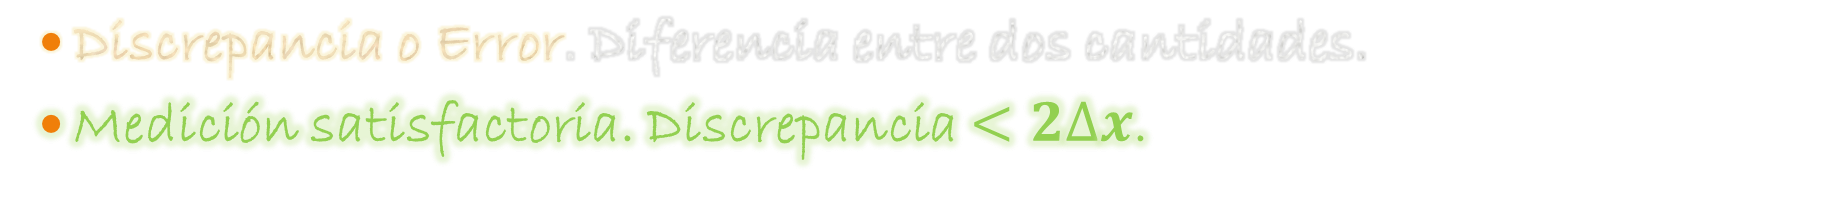 • Discrepancia o Error. Diferencia entre dos cantidades.
• Medición satisfactoria. Discrepancia < 2Δx.